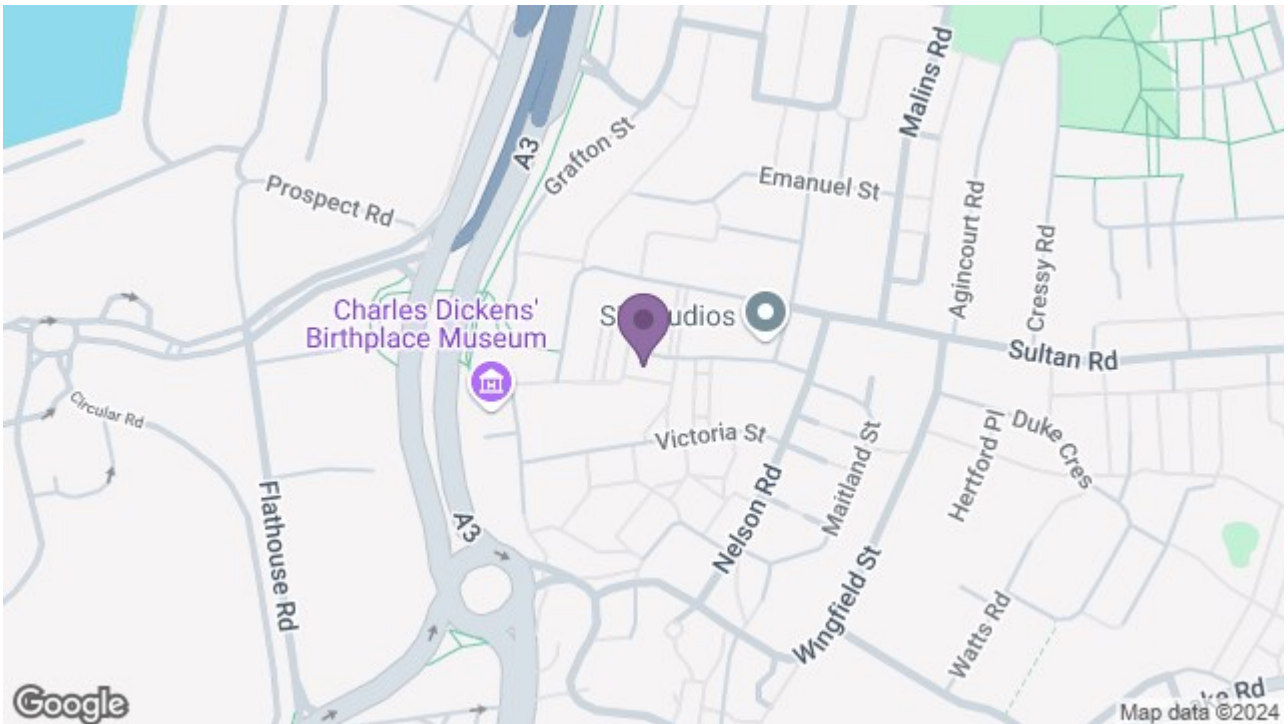 Malins Rd
A3
Grafton St
Emanuel St
Prospect Rd
Agincourt Rd
Cressy Rd
Charles Dickens'
Birthplace Museum
Sultan Rd
Circular Rd
Victoria St
Duke Cres
Hertford Pl
Maitland St
Flathouse Rd
A3
Nelson Rd
Wingfield St
Watts Rd
Rd
Google
Map data ©2024